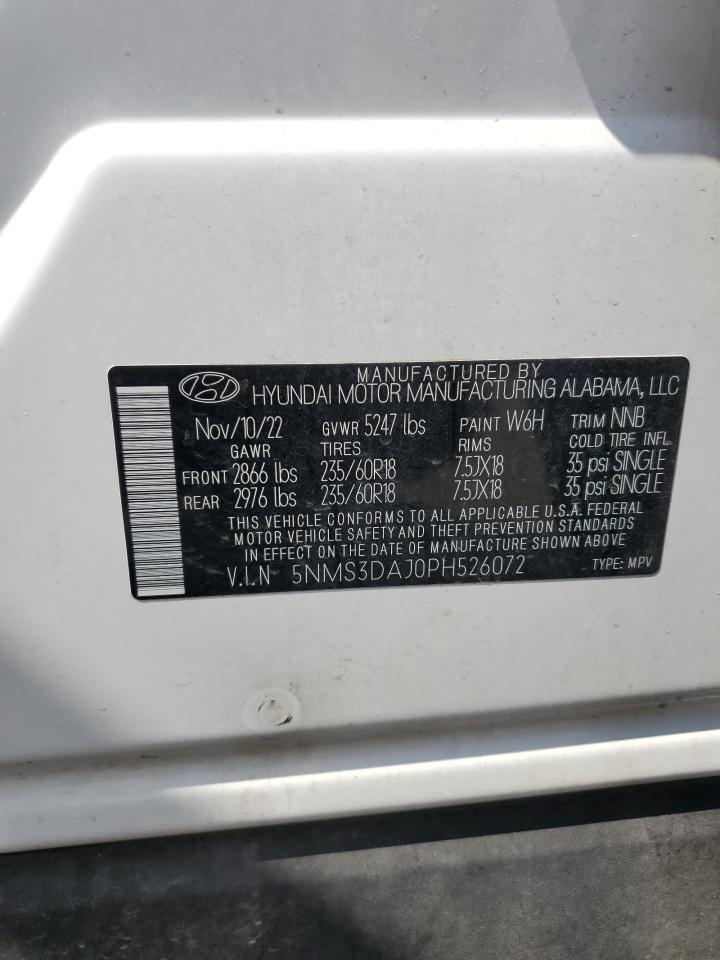 MANUFACTURED BY
HYUNDAI MOTOR MANUFACTURING ALABAMA, LLC
Nov/10/22 GVWR 5247 lbs PAINT W6H TRIM NNB
GAWR TIRES RIMS COLD TIRE INFL.
FRONT 2866 lbs 235/60R18 7.5JX18 35 psi SINGLE
REAR 2976 lbs 235/60R18 7.5JX18 35 psi SINGLE
THIS VEHICLE CONFORMS TO ALL APPLICABLE U.S.A. FEDERAL
MOTOR VEHICLE SAFETY AND THEFT PREVENTION STANDARDS
IN EFFECT ON THE DATE OF MANUFACTURE SHOWN ABOVE
V.I.N 5NMS3DAJ0PH526072 TYPE: MPV